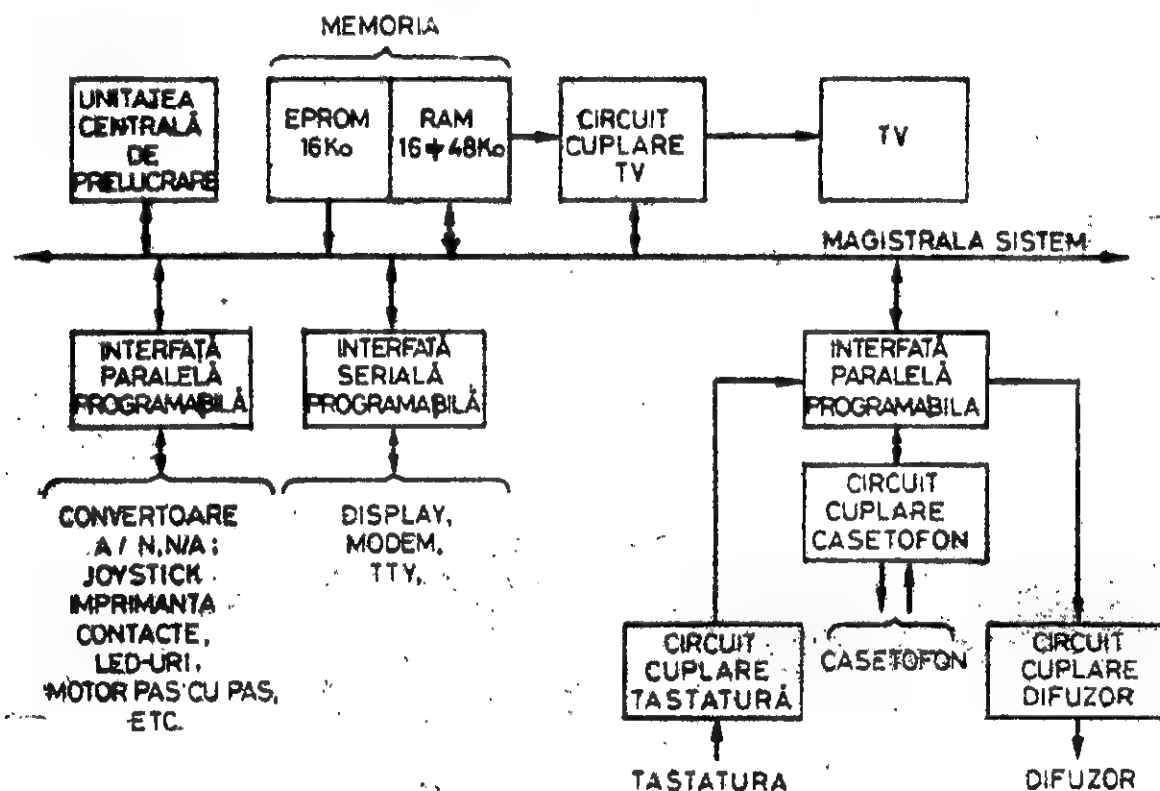 MEMORIA
UNITATEA
CENTRALĂ
DE
PRELUCRARE
EPROM
16Ko
RAM
16÷48Ko
CIRCUIT
CUPLARE
TV
TV
MAGISTRALA SISTEM
INTERFAȚĂ
PARALELĂ
PROGRAMABILĂ
INTERFAȚĂ
SERIALĂ
PROGRAMABILĂ
INTERFAȚĂ
PARALELĂ
PROGRAMABILA
CONVERTOARE
A / N, N/A;
JOYSTICK
IMPRIMANTA
CONTACTE,
LED-URI,
MOTOR PAS CU PAS,
ETC.
DISPLAY,
MODEM,
TTY,
CIRCUIT
CUPLARE
CASETOFON
CASETOFON
CIRCUIT
CUPLARE
TASTATURĂ
TASTATURA
CIRCUIT
CUPLARE
DIFUZOR
DIFUZOR